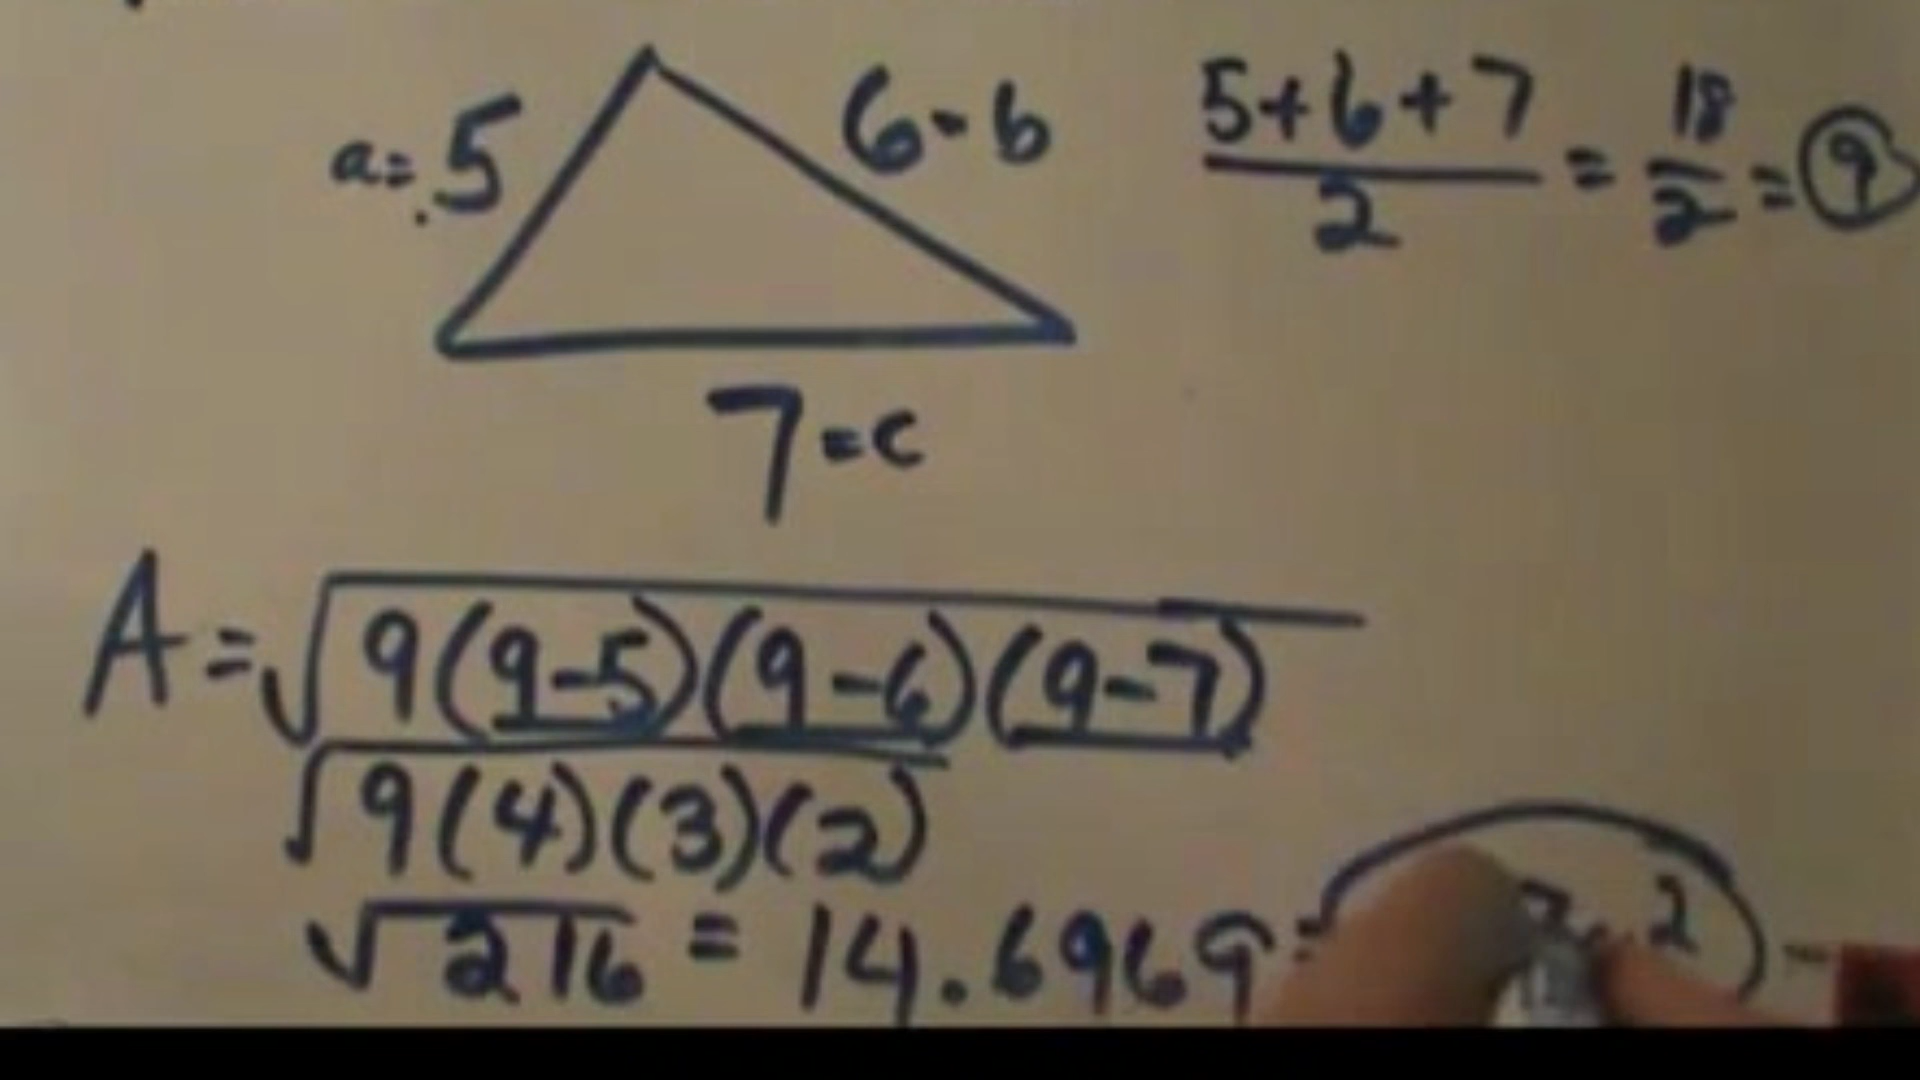 a=.5
6-b
7=c
5+6+7/2 = 18/2 = 9
A=√9(9-5)(9-6)(9-7)
√9(4)(3)(2)
√216 = 14.6969=
2